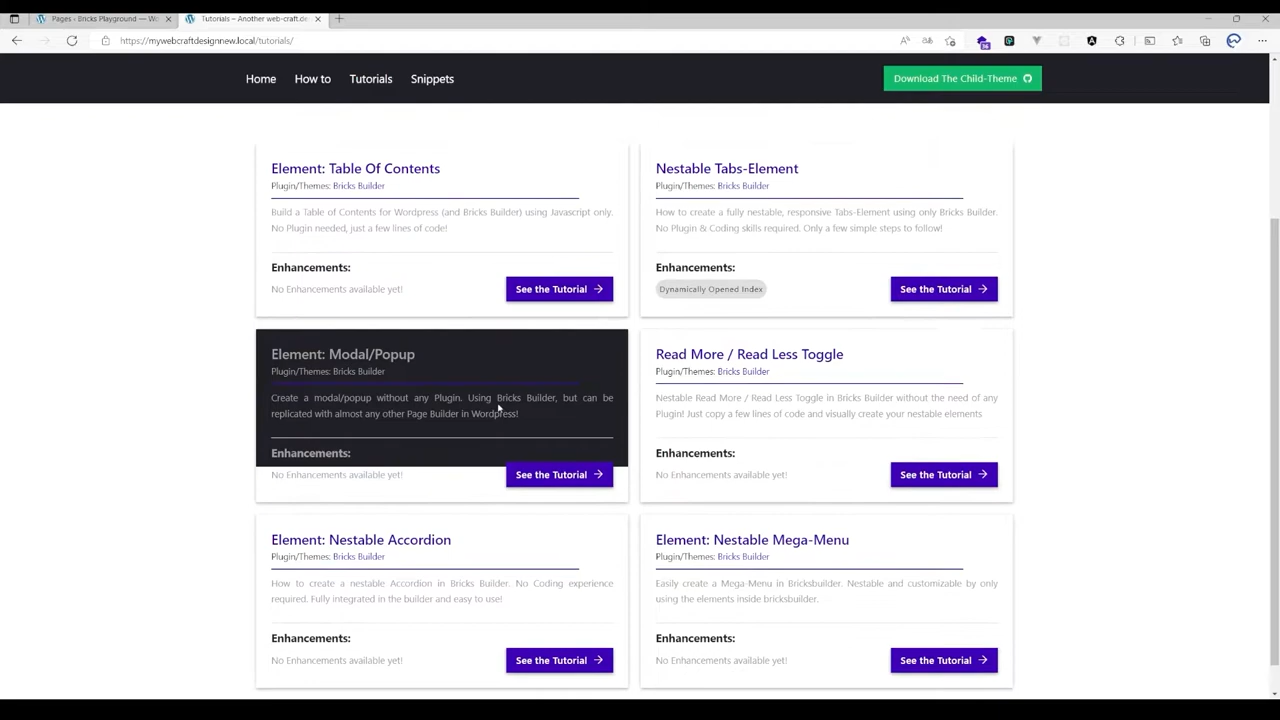 Pages ‹ Bricks Playground — Wo
Tutorials – Another web-craft.de
https://mywebcraftdesignnew.local/tutorials/
Home
How to
Tutorials
Snippets
Download The Child-Theme
Element: Table Of Contents
Plugin/Themes: Bricks Builder
Build a Table of Contents for Wordpress (and Bricks Builder) using Javascript only.
No Plugin needed, just a few lines of code!
Enhancements:
No Enhancements available yet!
See the Tutorial
Nestable Tabs-Element
Plugin/Themes: Bricks Builder
How to create a fully nestable, responsive Tabs-Element using only Bricks Builder.
No Plugin & Coding skills required. Only a few simple steps to follow!
Enhancements:
Dynamically Opened Index
See the Tutorial
Element: Modal/Popup
Plugin/Themes: Bricks Builder
Create a modal/popup without any Plugin. Using Bricks Builder, but can be
replicated with almost any other Page Builder in Wordpress!
Enhancements:
No Enhancements available yet!
See the Tutorial
Read More / Read Less Toggle
Plugin/Themes: Bricks Builder
Nestable Read More / Read Less Toggle in Bricks Builder without the need of any
Plugin! Just copy a few lines of code and visually create your nestable elements
Enhancements:
No Enhancements available yet!
See the Tutorial
Element: Nestable Accordion
Plugin/Themes: Bricks Builder
How to create a nestable Accordion in Bricks Builder. No Coding experience
required. Fully integrated in the builder and easy to use!
Enhancements:
No Enhancements available yet!
See the Tutorial
Element: Nestable Mega-Menu
Plugin/Themes: Bricks Builder
Easily create a Mega-Menu in Bricksbuilder. Nestable and customizable by only
using the elements inside bricksbuilder.
Enhancements:
No Enhancements available yet!
See the Tutorial